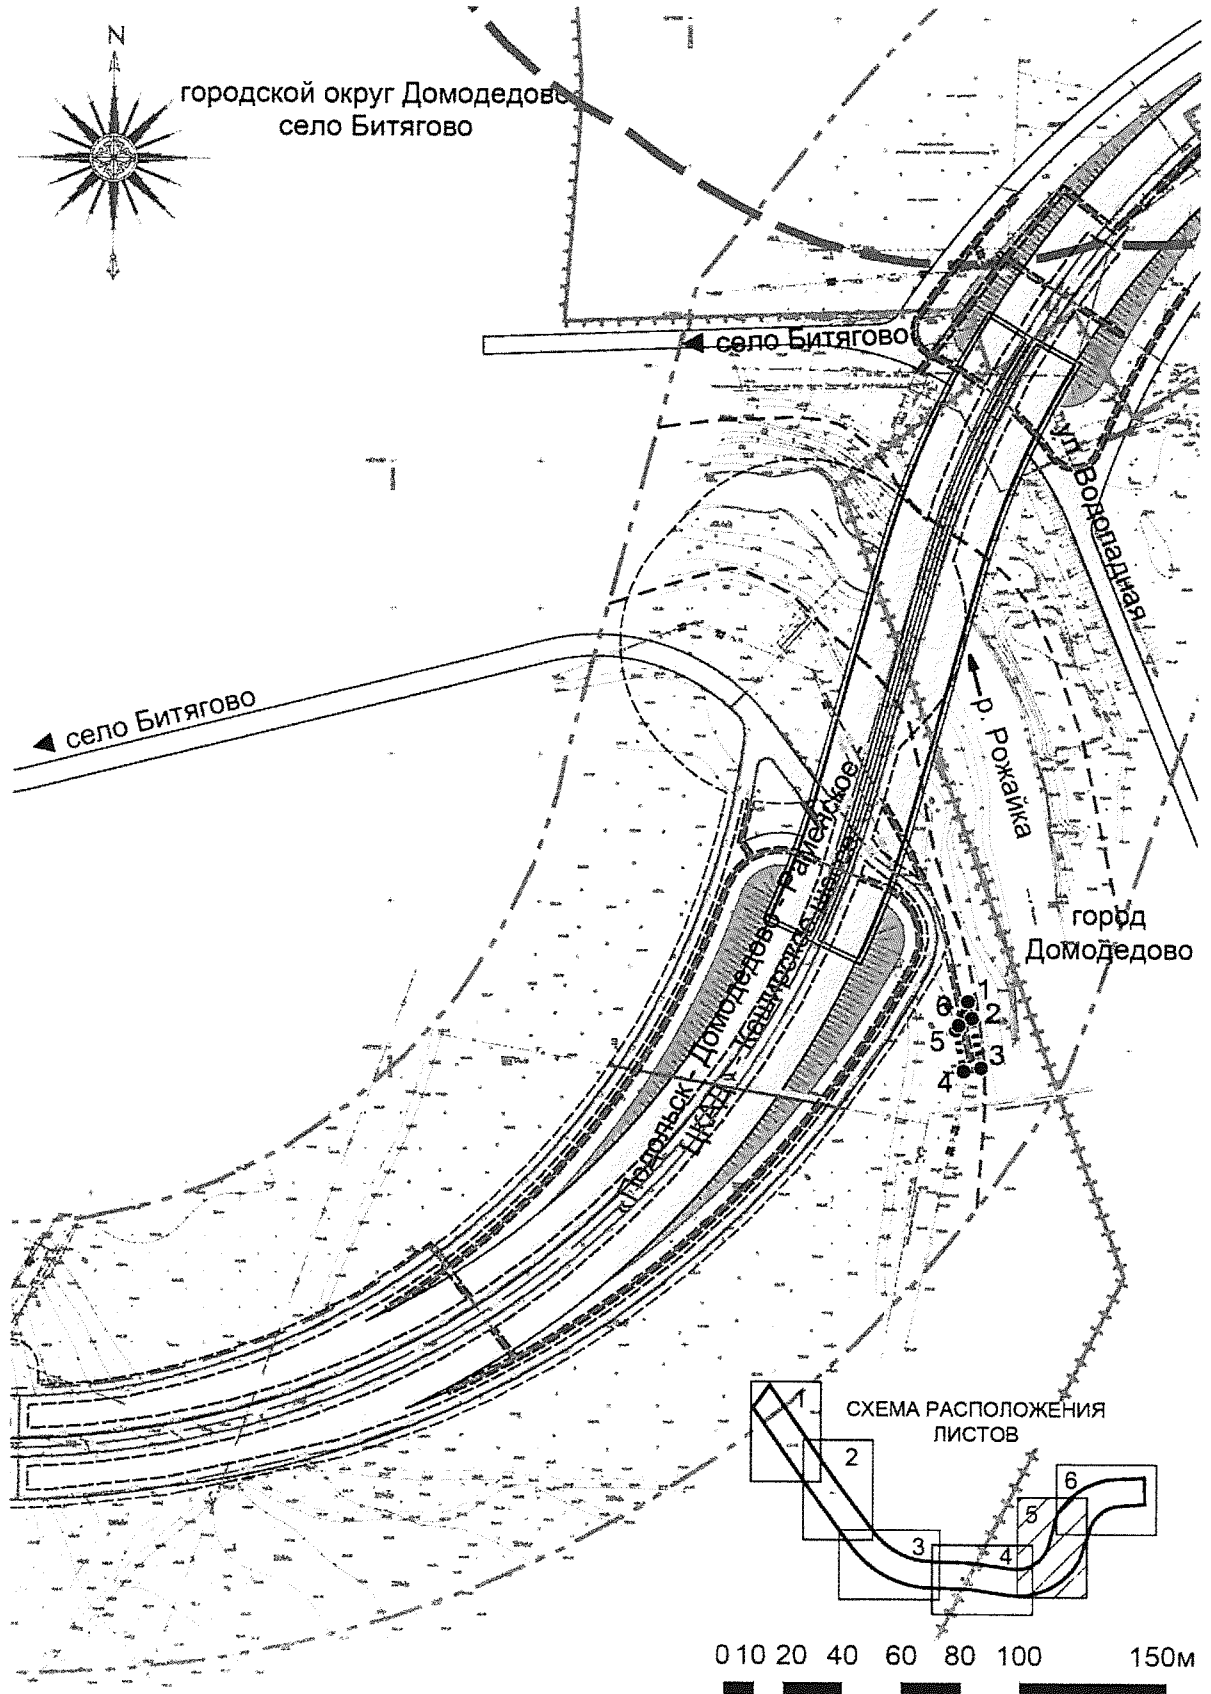 N
городской округ Домодедово
село Битягово
село Битягово
ул. Водопадная
село Битягово
р. Рожайка
«Подольск - Домодедово - Раменское -
ЦКАД» - Каширское шоссе
город
Домодедово
1
6
2
5
3
4
СХЕМА РАСПОЛОЖЕНИЯ
ЛИСТОВ
1
2
3
4
5
6
0 10 20 40 60 80 100 150м